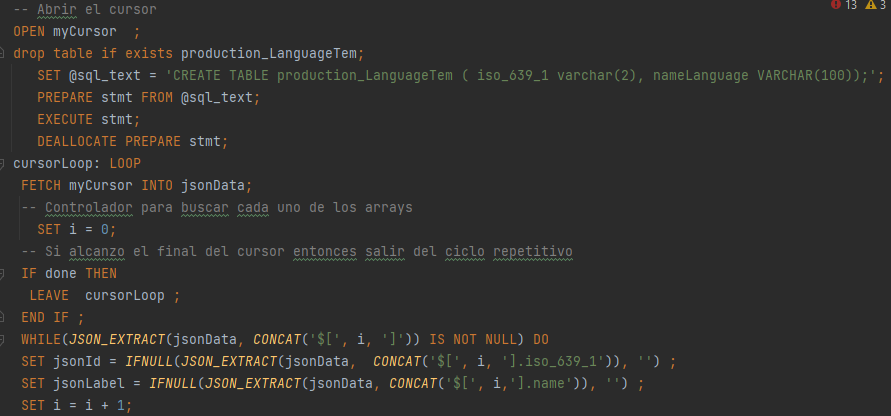 -- Abrir el cursor
13 3
OPEN myCursor  ;
drop table if exists production_LanguageTem;
   SET @sql_text = 'CREATE TABLE production_LanguageTem ( iso_639_1 varchar(2), nameLanguage VARCHAR(100));';
   PREPARE stmt FROM @sql_text;
   EXECUTE stmt;
   DEALLOCATE PREPARE stmt;
cursorLoop: LOOP
 FETCH myCursor INTO jsonData;
 -- Controlador para buscar cada uno de los arrays
   SET i = 0;
 -- Si alcanzo el final del cursor entonces salir del ciclo repetitivo
 IF done THEN
  LEAVE  cursorLoop ;
 END IF ;
 WHILE(JSON_EXTRACT(jsonData, CONCAT('$[', i, ']')) IS NOT NULL) DO
 SET jsonId = IFNULL(JSON_EXTRACT(jsonData,  CONCAT('$[', i, '].iso_639_1')), '') ;
 SET jsonLabel = IFNULL(JSON_EXTRACT(jsonData, CONCAT('$[', i,'].name')), '') ;
 SET i = i + 1;